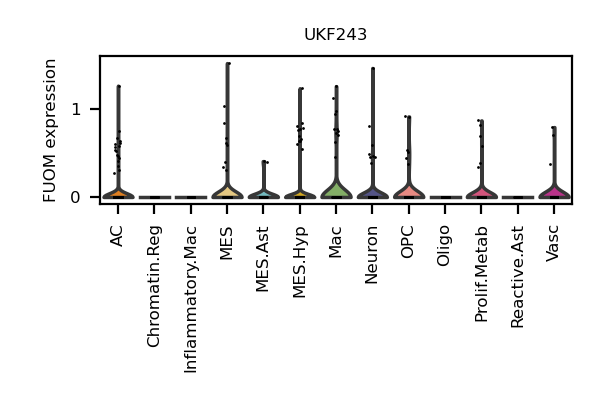 UKF243
FUOM expression
1
0
AC
Chromatin.Reg
Inflammatory.Mac
MES
MES.Ast
MES.Hyp
Mac
Neuron
OPC
Oligo
Prolif.Metab
Reactive.Ast
Vasc